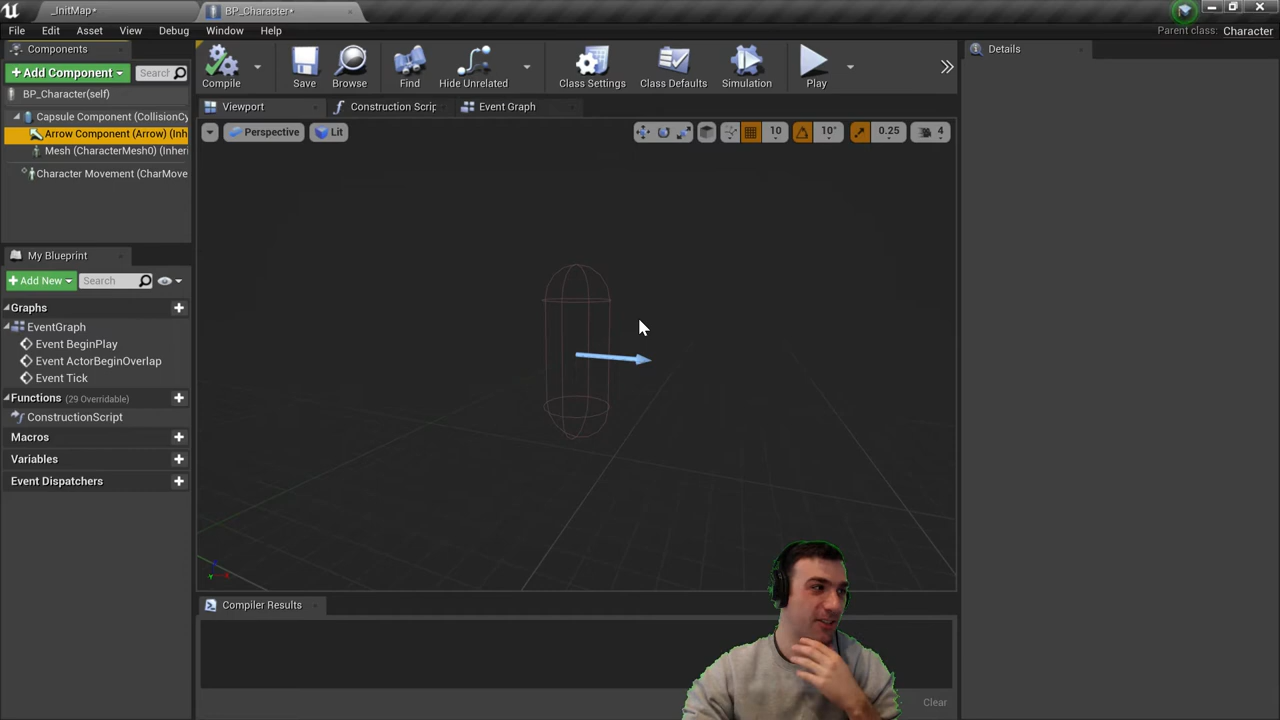 _InitMap*
BP_Character*
File Edit Asset View Debug Window Help
Parent class: Character
Components
+ Add Component
Search
BP_Character(self)
Capsule Component (CollisionCy
Arrow Component (Arrow) (Inh
Mesh (CharacterMesh0) (Inher
Character Movement (CharMove
Compile
Save
Browse
Find
Hide Unrelated
Class Settings
Class Defaults
Simulation
Play
Viewport
Construction Scrip
Event Graph
Perspective
Lit
10
10°
0.25
4
Details
My Blueprint
+ Add New
Search
Graphs
EventGraph
Event BeginPlay
Event ActorBeginOverlap
Event Tick
Functions (29 Overridable)
ConstructionScript
Macros
Variables
Event Dispatchers
Compiler Results
Clear